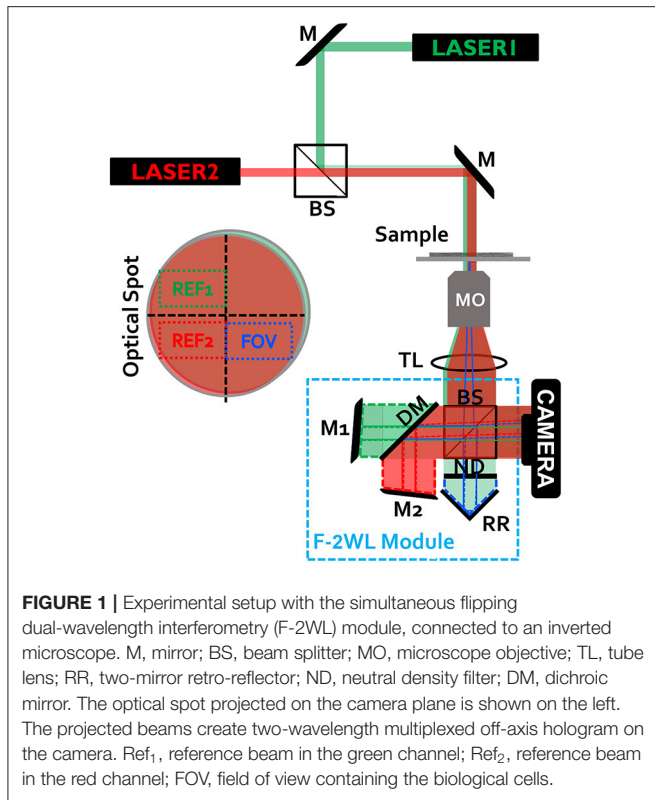 M
LASER1
LASER2
BS
M
Sample
MO
Optical Spot
REF1
REF2
FOV
TL
BS
DM
M1
CAMERA
ND
M2
RR
F-2WL Module
FIGURE 1 | Experimental setup with the simultaneous flipping
dual-wavelength interferometry (F-2WL) module, connected to an inverted
microscope. M, mirror; BS, beam splitter; MO, microscope objective; TL, tube
lens; RR, two-mirror retro-reflector; ND, neutral density filter; DM, dichroic
mirror. The optical spot projected on the camera plane is shown on the left.
The projected beams create two-wavelength multiplexed off-axis hologram on
the camera. Ref₁, reference beam in the green channel; Ref₂, reference beam
in the red channel; FOV, field of view containing the biological cells.